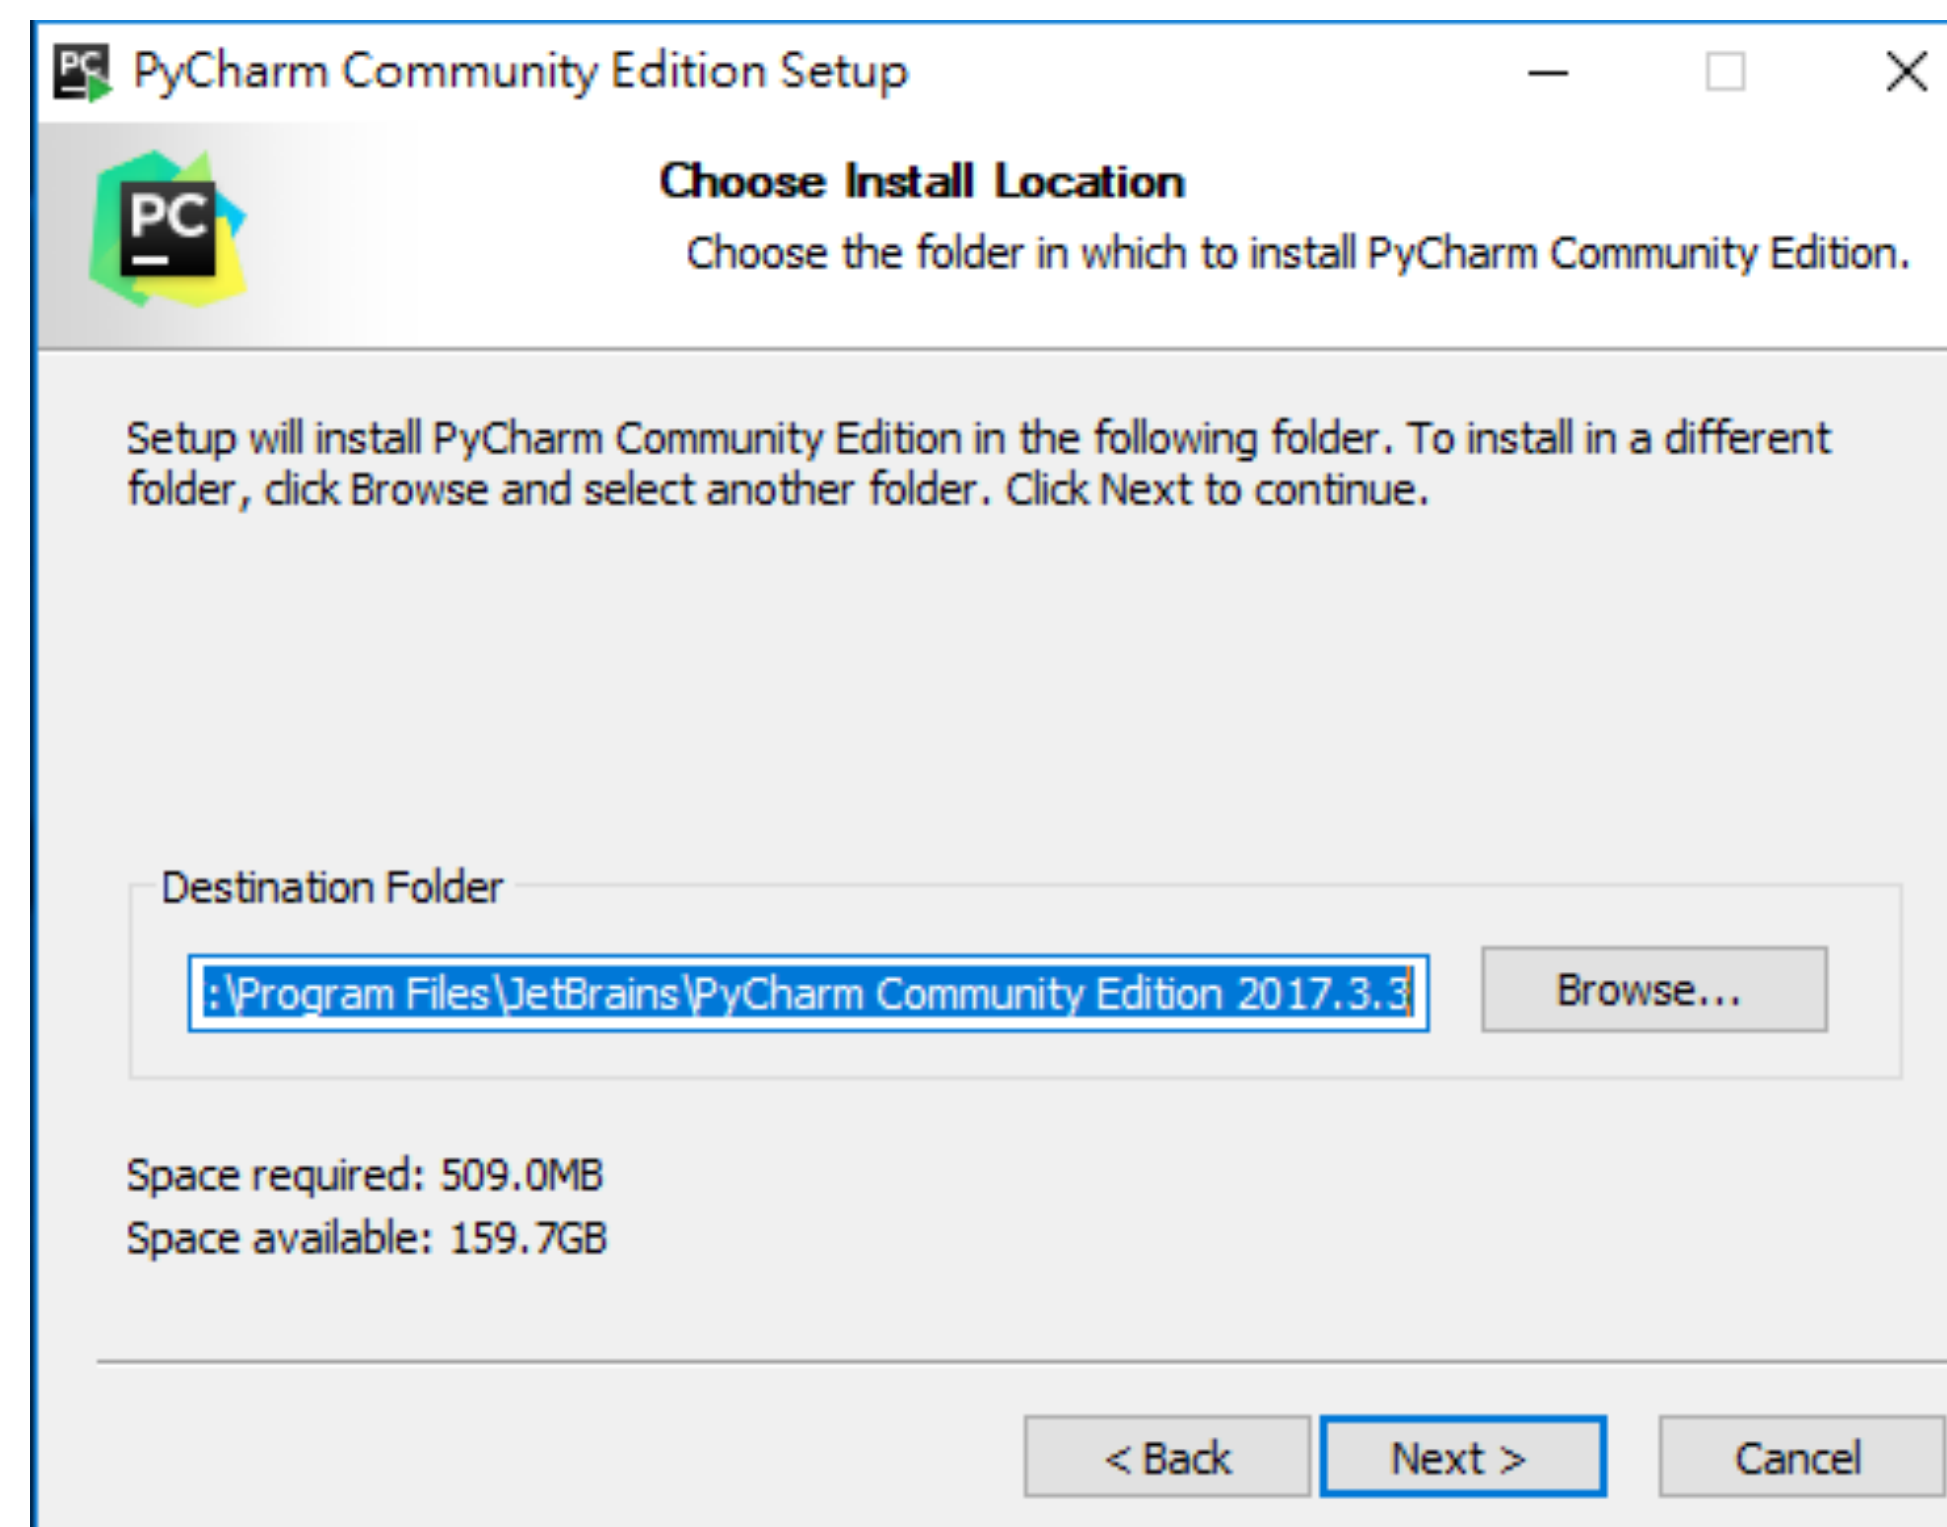 PyCharm Community Edition Setup
PC
Choose Install Location
Choose the folder in which to install PyCharm Community Edition.
Setup will install PyCharm Community Edition in the following folder. To install in a different
folder, click Browse and select another folder. Click Next to continue.
Destination Folder
:\Program Files\JetBrains\PyCharm Community Edition 2017.3.3
Browse...
Space required: 509.0MB
Space available: 159.7GB
< Back
Next >
Cancel